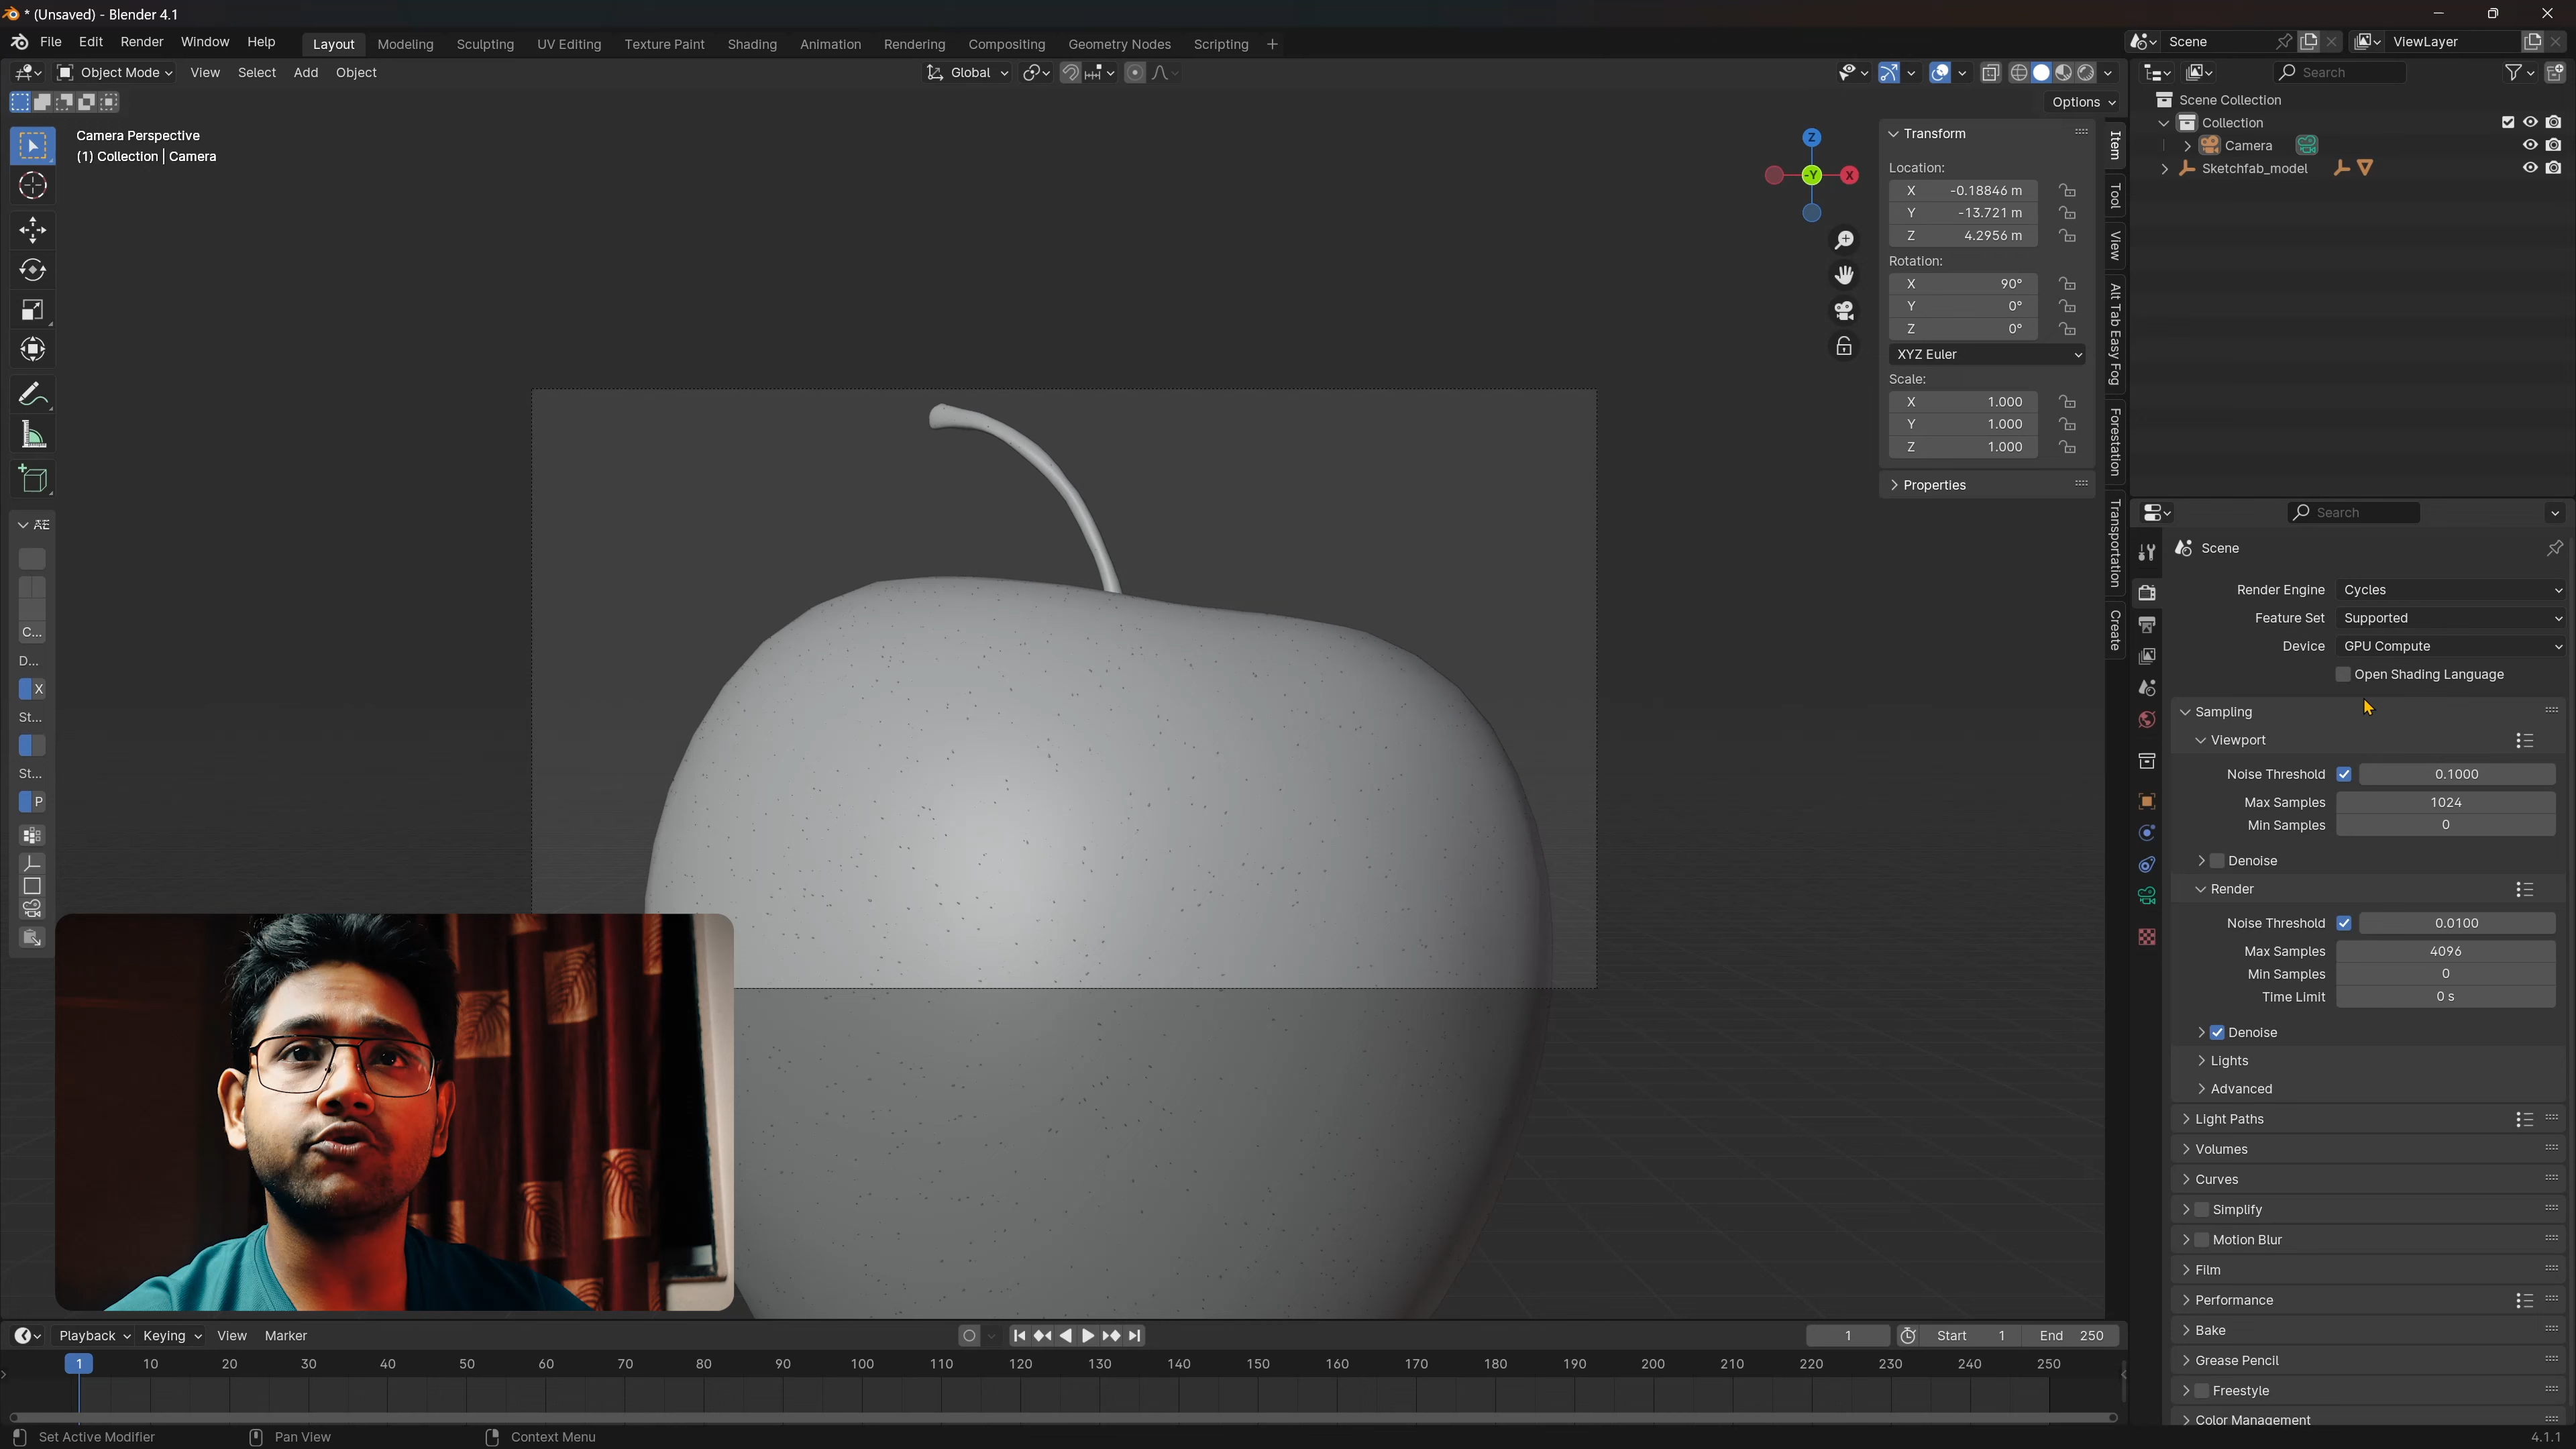 * (Unsaved) - Blender 4.1
File Edit Render Window Help
Layout Modeling Sculpting UV Editing Texture Paint Shading Animation Rendering Compositing Geometry Nodes Scripting +
Scene
ViewLayer
Object Mode View Select Add Object
Global
Search
Options
Camera Perspective
(1) Collection | Camera
Z
-Y
X
Transform
Location:
X -0.18846 m
Y -13.721 m
Z 4.2956 m
Rotation:
X 90°
Y 0°
Z 0°
XYZ Euler
Scale:
X 1.000
Y 1.000
Z 1.000
Properties
Item
Tool
View
Alt Tab Easy Fog
Forestation
Transportation
Create
Scene Collection
Collection
Camera
Sketchfab_model
Search
Scene
Render Engine Cycles
Feature Set Supported
Device GPU Compute
Open Shading Language
Sampling
Viewport
Noise Threshold 0.1000
Max Samples 1024
Min Samples 0
Denoise
Render
Noise Threshold 0.0100
Max Samples 4096
Min Samples 0
Time Limit 0 s
Denoise
Lights
Advanced
Light Paths
Volumes
Curves
Simplify
Motion Blur
Film
Performance
Bake
Grease Pencil
Freestyle
Color Management
AE
C...
D...
X
St...
St...
P
Playback Keying View Marker
1
Start 1
End 250
1 10 20 30 40 50 60 70 80 90 100 110 120 130 140 150 160 170 180 190 200 210 220 230 240 250
Set Active Modifier
Pan View
Context Menu
4.1.1